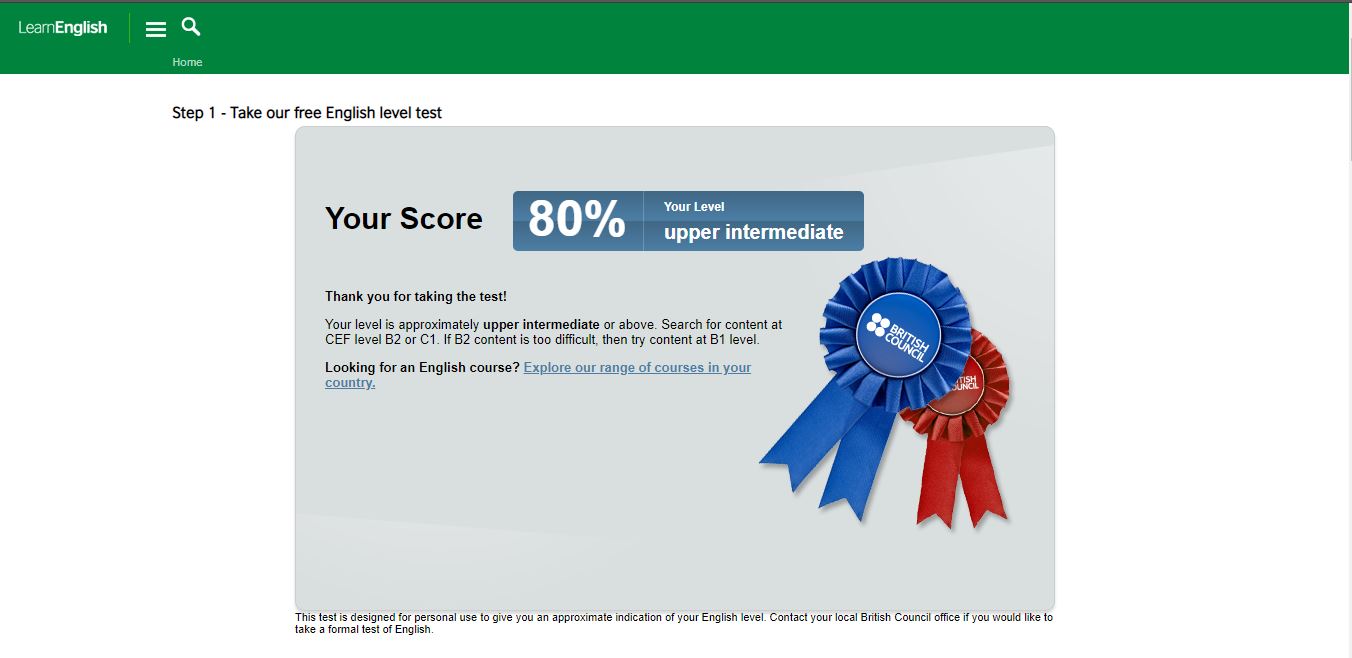 LearnEnglish
Home
Step 1 - Take our free English level test
Your Score
80%
Your Level
upper intermediate
Thank you for taking the test!
Your level is approximately upper intermediate or above. Search for content at
CEF level B2 or C1. If B2 content is too difficult, then try content at B1 level.
Looking for an English course? Explore our range of courses in your
country.
BRITISH
COUNCIL
TISH
UNCIL
This test is designed for personal use to give you an approximate indication of your English level. Contact your local British Council office if you would like to
take a formal test of English.